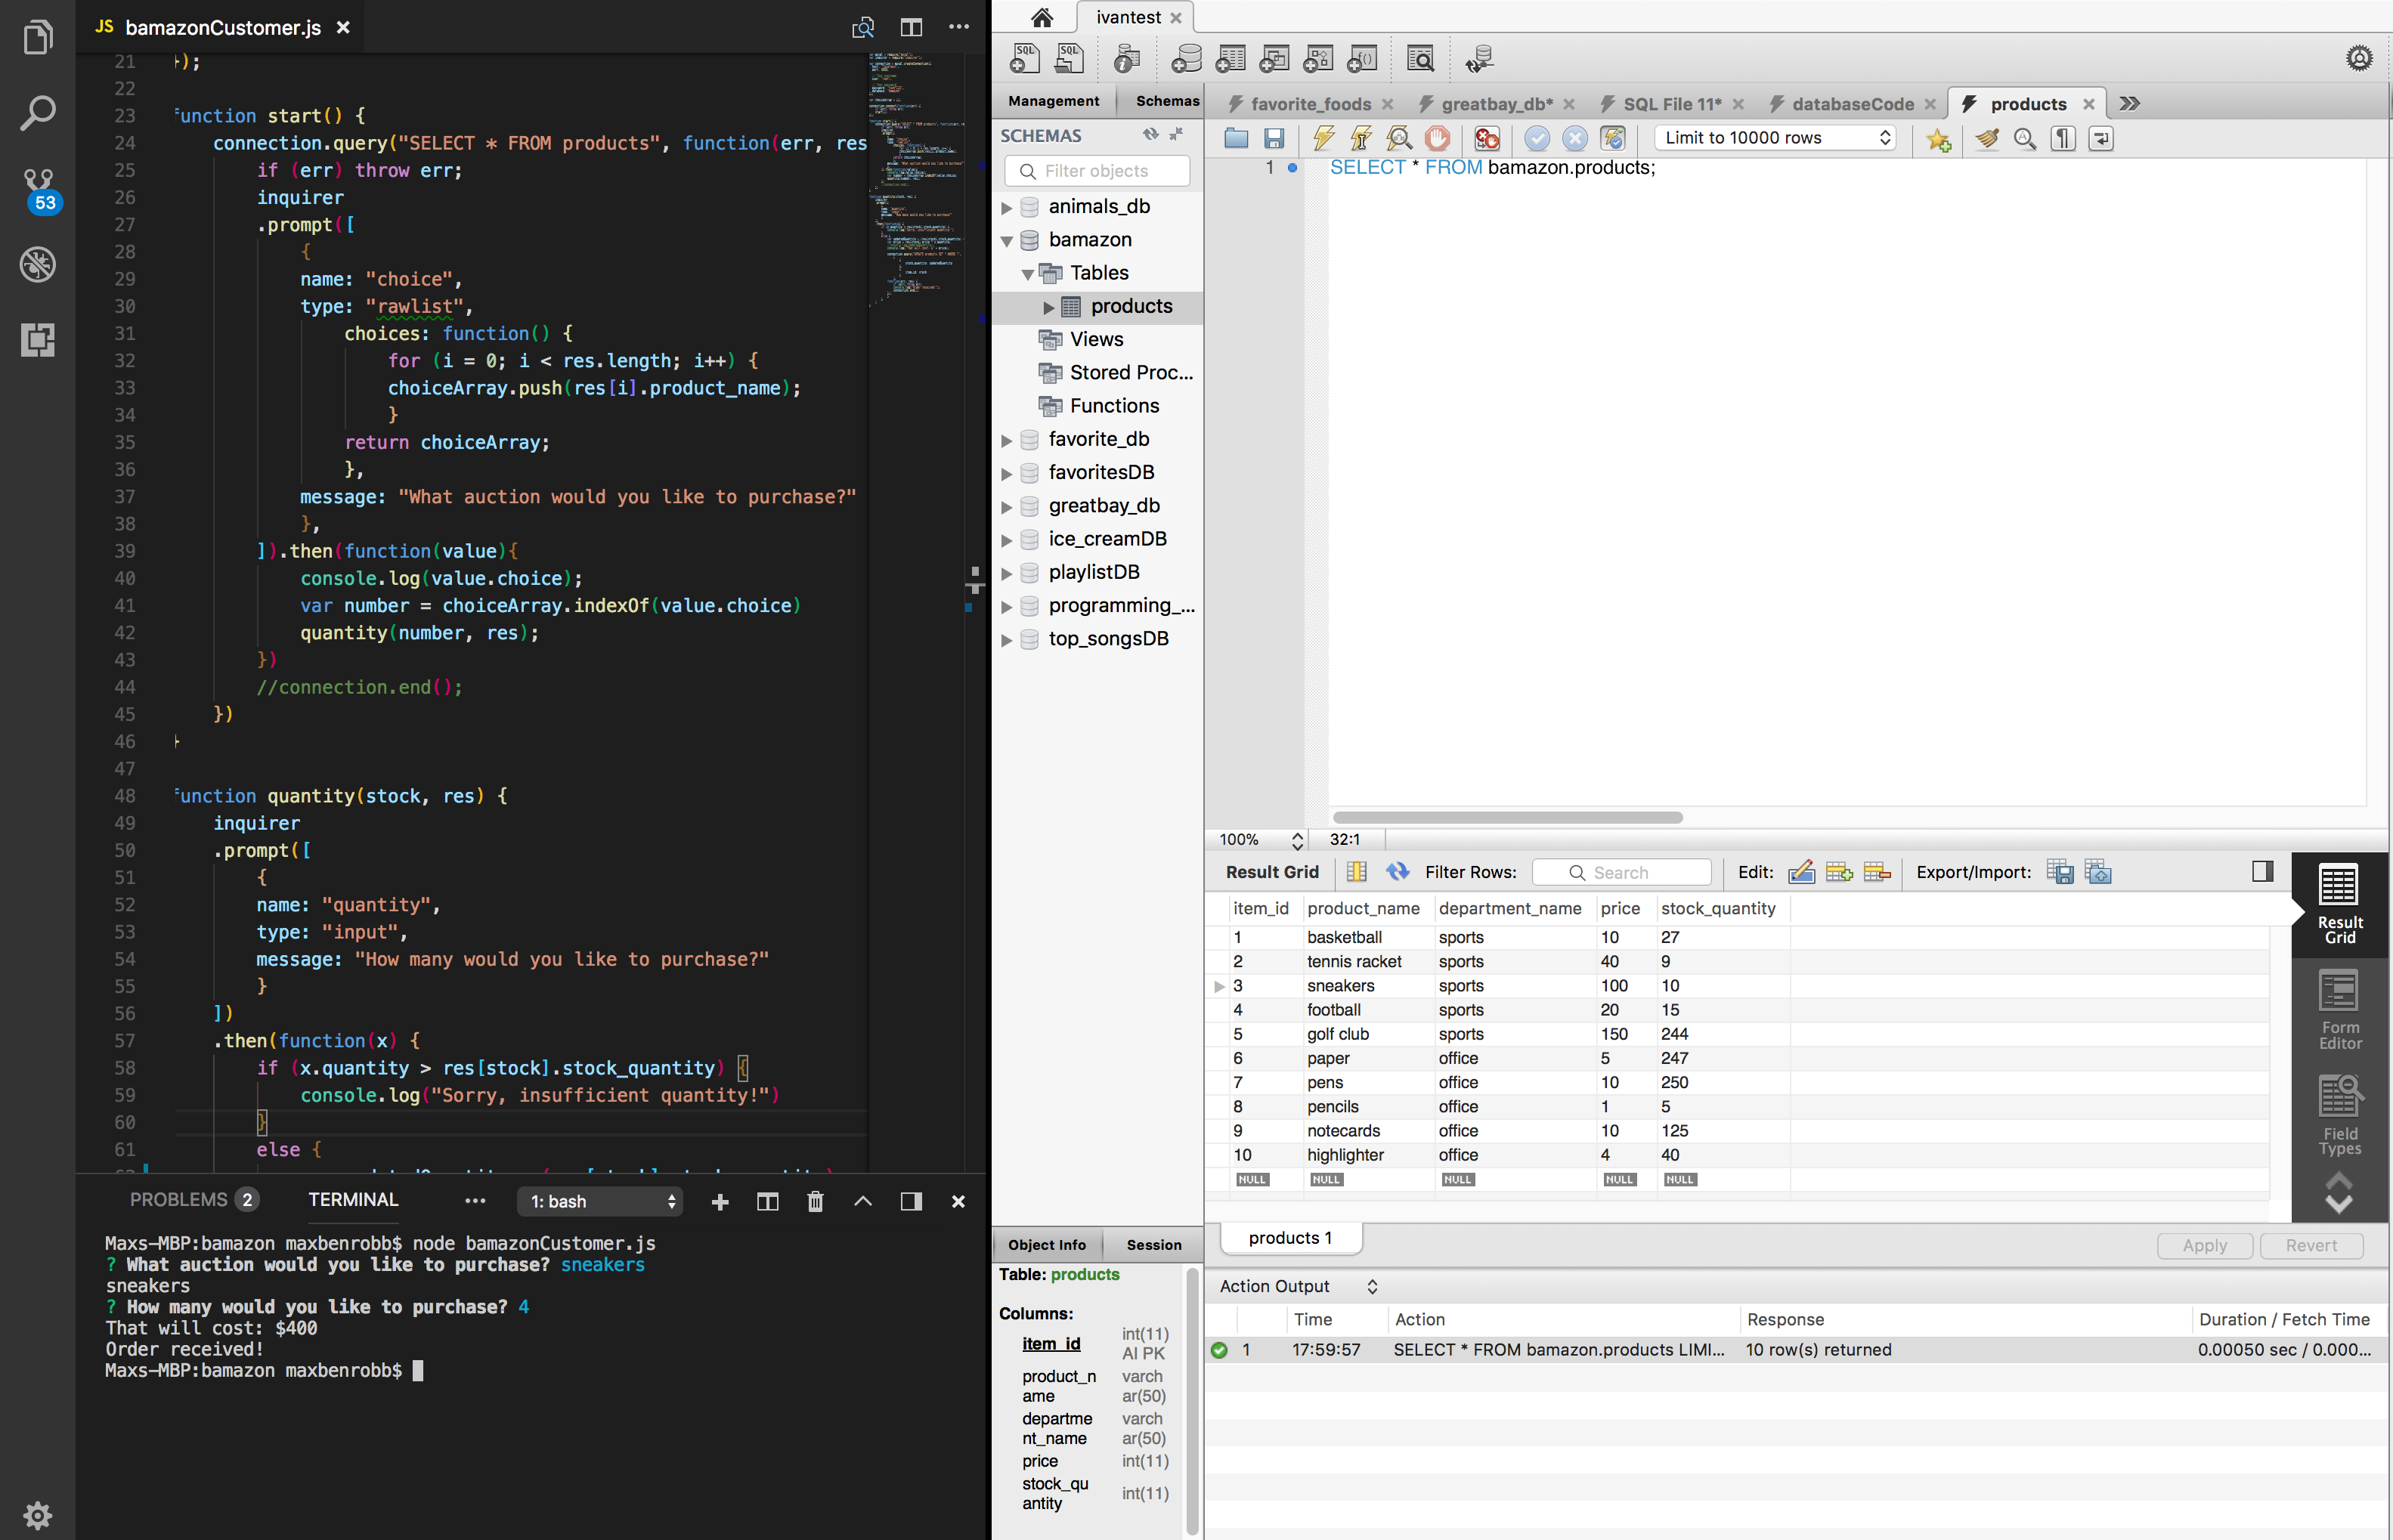 JS bamazonCustomer.js
53
21 });
22
23 function start() {
24 connection.query("SELECT * FROM products", function(err, res
25 if (err) throw err;
26 inquirer
27 .prompt([
28 {
29 name: "choice",
30 type: "rawlist",
31 choices: function() {
32 for (i = 0; i < res.length; i++) {
33 choiceArray.push(res[i].product_name);
34 }
35 return choiceArray;
36 },
37 message: "What auction would you like to purchase?"
38 },
39 ]).then(function(value){
40 console.log(value.choice);
41 var number = choiceArray.indexOf(value.choice)
42 quantity(number, res);
43 })
44 //connection.end();
45 })
46 }
47
48 function quantity(stock, res) {
49 inquirer
50 .prompt([
51 {
52 name: "quantity",
53 type: "input",
54 message: "How many would you like to purchase?"
55 }
56 ])
57 .then(function(x) {
58 if (x.quantity > res[stock].stock_quantity) {
59 console.log("Sorry, insufficient quantity!")
60 }
61 else {
PROBLEMS 2 TERMINAL ••• 1: bash
Maxs-MBP:bamazon maxbenrobb$ node bamazonCustomer.js
? What auction would you like to purchase? sneakers
sneakers
? How many would you like to purchase? 4
That will cost: $400
Order received!
Maxs-MBP:bamazon maxbenrobb$
ivantest
Management Schemas
SCHEMAS
Filter objects
animals_db
bamazon
Tables
products
Views
Stored Proc...
Functions
favorite_db
favoritesDB
greatbay_db
ice_creamDB
playlistDB
programming_...
top_songsDB
Object Info Session
Table: products
Columns:
item_id int(11) AI PK
product_name varchar(50)
department_name varchar(50)
price int(11)
stock_quantity int(11)
favorite_foods greatbay_db* SQL File 11* databaseCode products
Limit to 10000 rows
1 SELECT * FROM bamazon.products;
100% 32:1
Result Grid Filter Rows: Search Edit: Export/Import:
item_id product_name department_name price stock_quantity
1 basketball sports 10 27
2 tennis racket sports 40 9
3 sneakers sports 100 10
4 football sports 20 15
5 golf club sports 150 244
6 paper office 5 247
7 pens office 10 250
8 pencils office 1 5
9 notecards office 10 125
10 highlighter office 4 40
NULL NULL NULL NULL NULL
Result Grid
Form Editor
Field Types
products 1 Apply Revert
Action Output
Time Action Response Duration / Fetch Time
1 17:59:57 SELECT * FROM bamazon.products LIMI... 10 row(s) returned 0.00050 sec / 0.000...